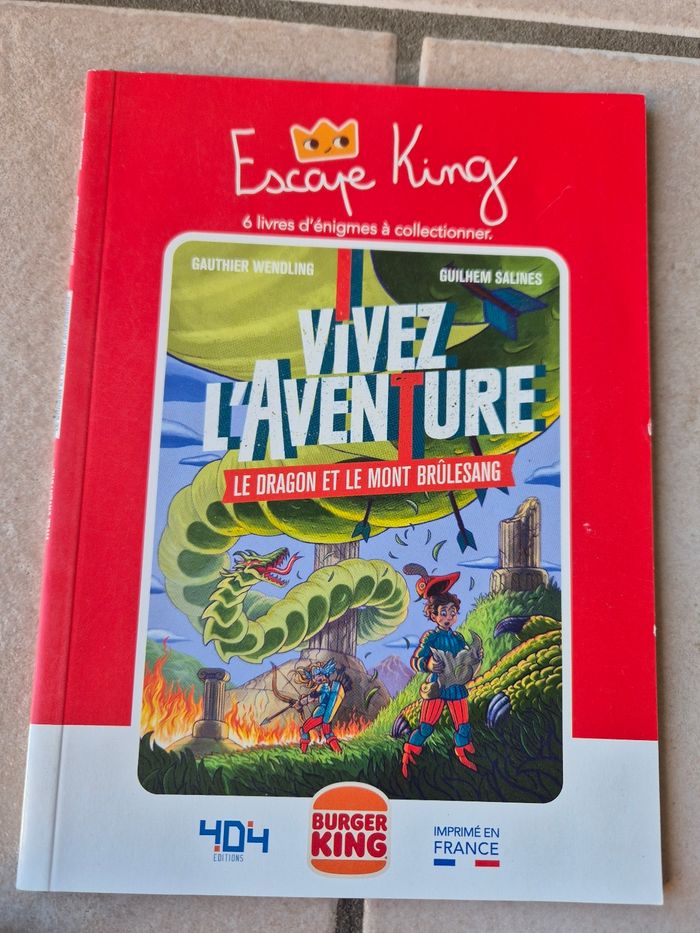 Escape King
6 livres d'énigmes à collectionner.
GAUTHIER WENDLING
GUILHEM SALINES
VIVEZ
L'AVENTURE
LE DRAGON ET LE MONT BRÛLESANG
404
ÉDITIONS
BURGER
KING
IMPRIMÉ EN
FRANCE